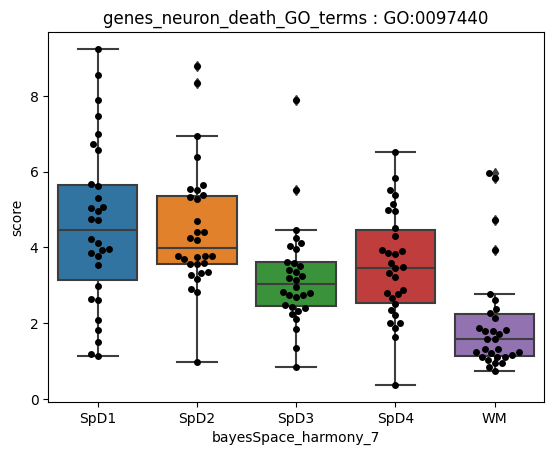 genes_neuron_death_GO_terms : GO:0097440
score
8
6
4
2
0
SpD1 SpD2 SpD3 SpD4 WM
bayesSpace_harmony_7